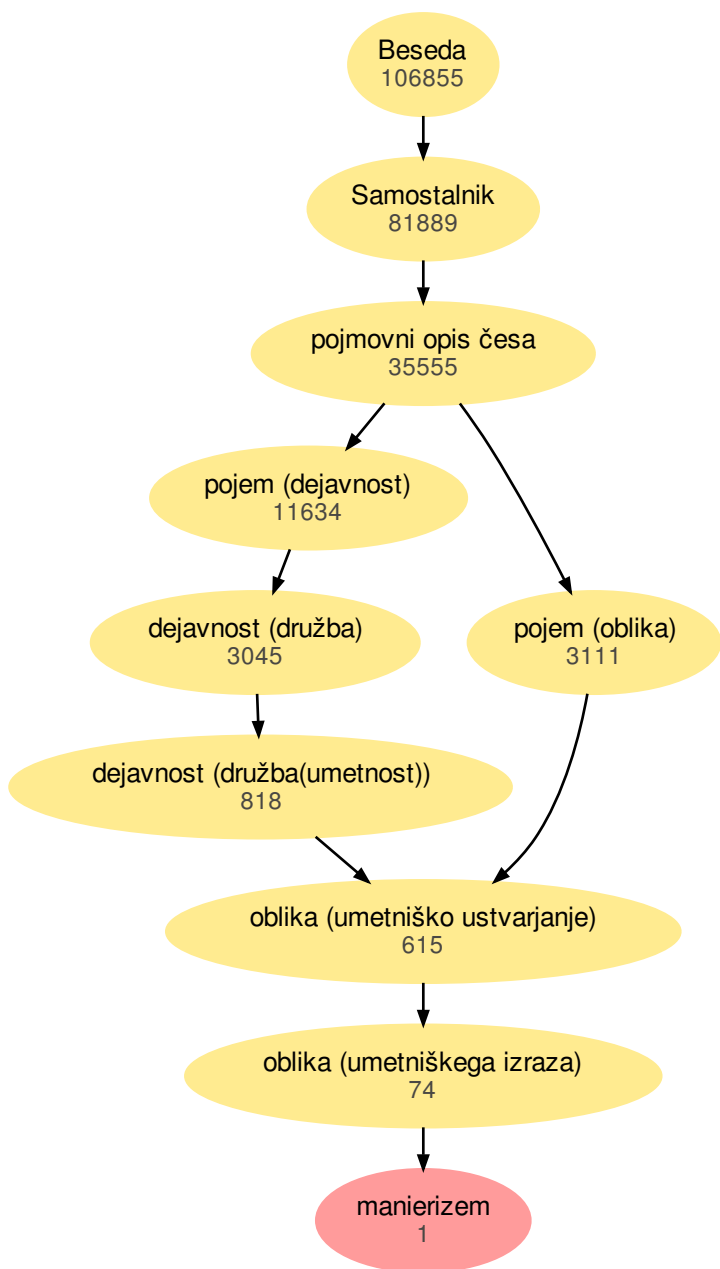 Beseda
106855
Samostalnik
81889
pojmovni opis česa
35555
pojem (dejavnost)
11634
dejavnost (družba)
3045
pojem (oblika)
3111
dejavnost (družba(umetnost))
818
oblika (umetniško ustvarjanje)
615
oblika (umetniškega izraza)
74
manierizem
1